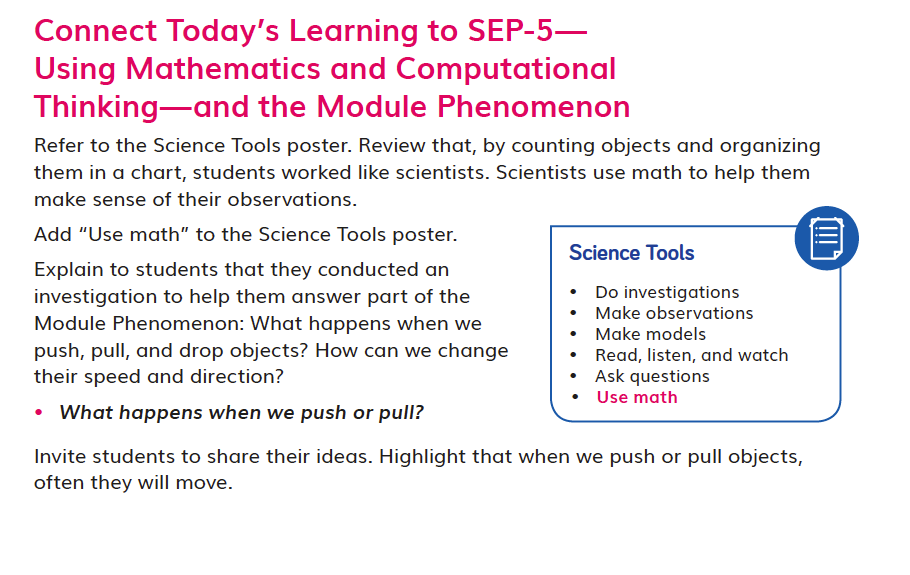 Connect Today's Learning to SEP-5—
Using Mathematics and Computational
Thinking—and the Module Phenomenon
Refer to the Science Tools poster. Review that, by counting objects and organizing
them in a chart, students worked like scientists. Scientists use math to help them
make sense of their observations.
Add “Use math” to the Science Tools poster.
Explain to students that they conducted an
investigation to help them answer part of the
Module Phenomenon: What happens when we
push, pull, and drop objects? How can we change
their speed and direction?
• What happens when we push or pull?
Science Tools
• Do investigations
• Make observations
• Make models
• Read, listen, and watch
• Ask questions
• Use math
Invite students to share their ideas. Highlight that when we push or pull objects,
often they will move.